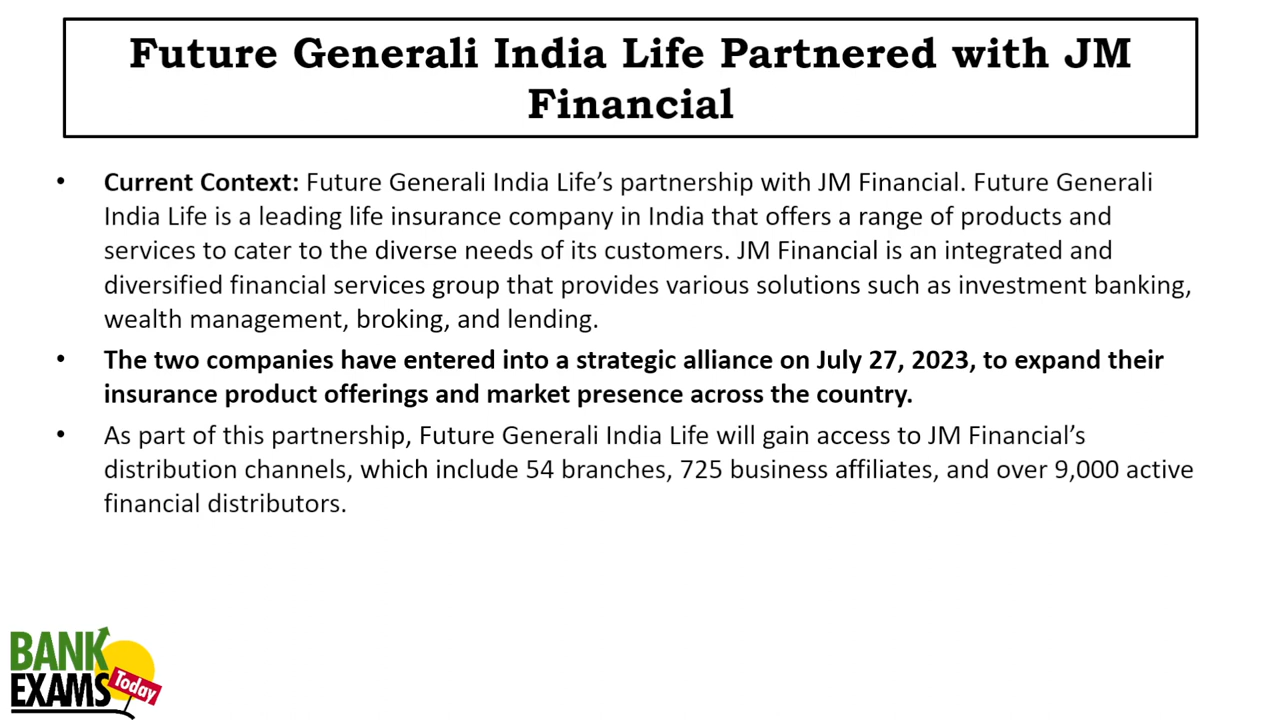 Future Generali India Life Partnered with JM
Financial
• Current Context: Future Generali India Life’s partnership with JM Financial. Future Generali
India Life is a leading life insurance company in India that offers a range of products and
services to cater to the diverse needs of its customers. JM Financial is an integrated and
diversified financial services group that provides various solutions such as investment banking,
wealth management, broking, and lending.
• The two companies have entered into a strategic alliance on July 27, 2023, to expand their
insurance product offerings and market presence across the country.
• As part of this partnership, Future Generali India Life will gain access to JM Financial’s
distribution channels, which include 54 branches, 725 business affiliates, and over 9,000 active
financial distributors.
BANK
EXAMS
Today